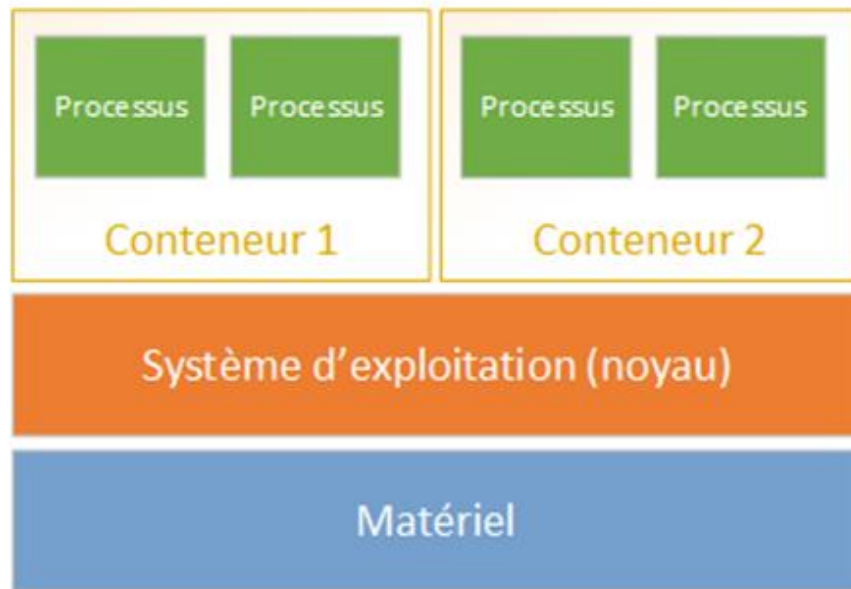 Processus Processus Processus Processus
Conteneur 1 Conteneur 2
Système d’exploitation (noyau)
Matériel